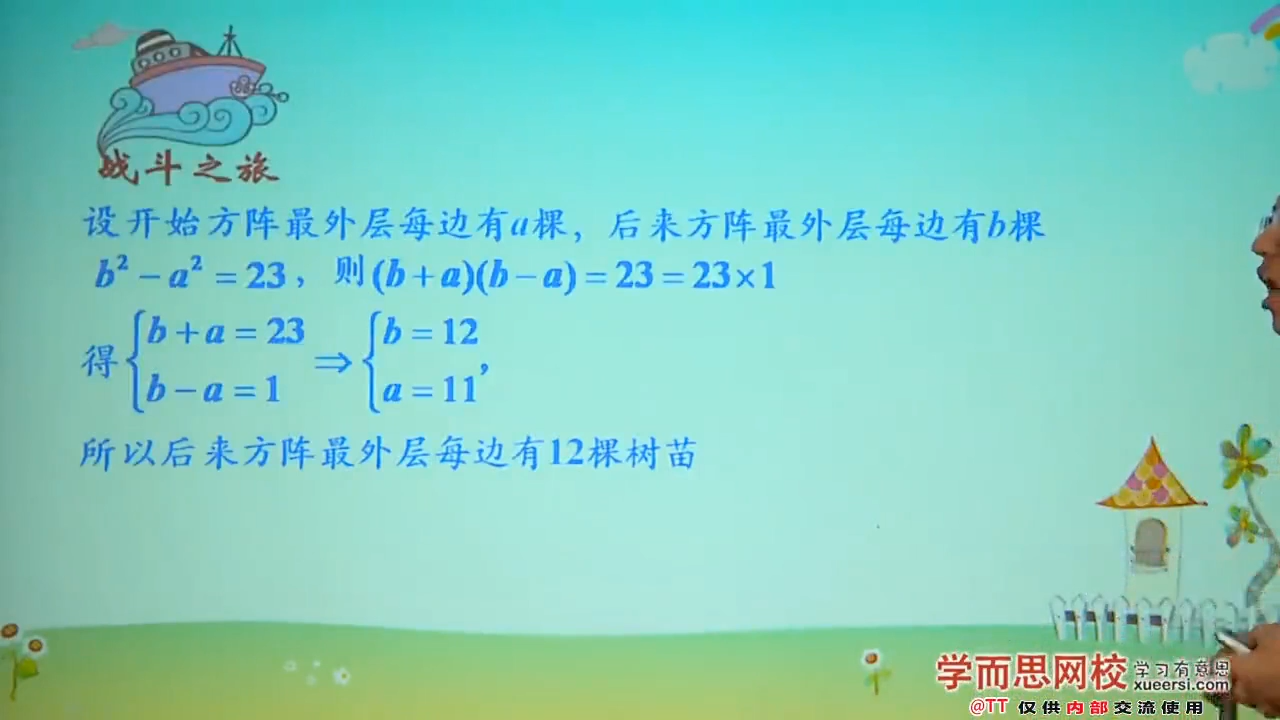 战斗之旅
设开始方阵最外层每边有a棵，后来方阵最外层每边有b棵
b² − a² = 23，则(b + a)(b − a) = 23 = 23×1
得{b + a = 23 ⇒ {b = 12
b − a = 1 a = 11,
所以后来方阵最外层每边有12棵树苗
学而思网校 学习有意思
xueersi.com
@TT 仅供内部交流使用